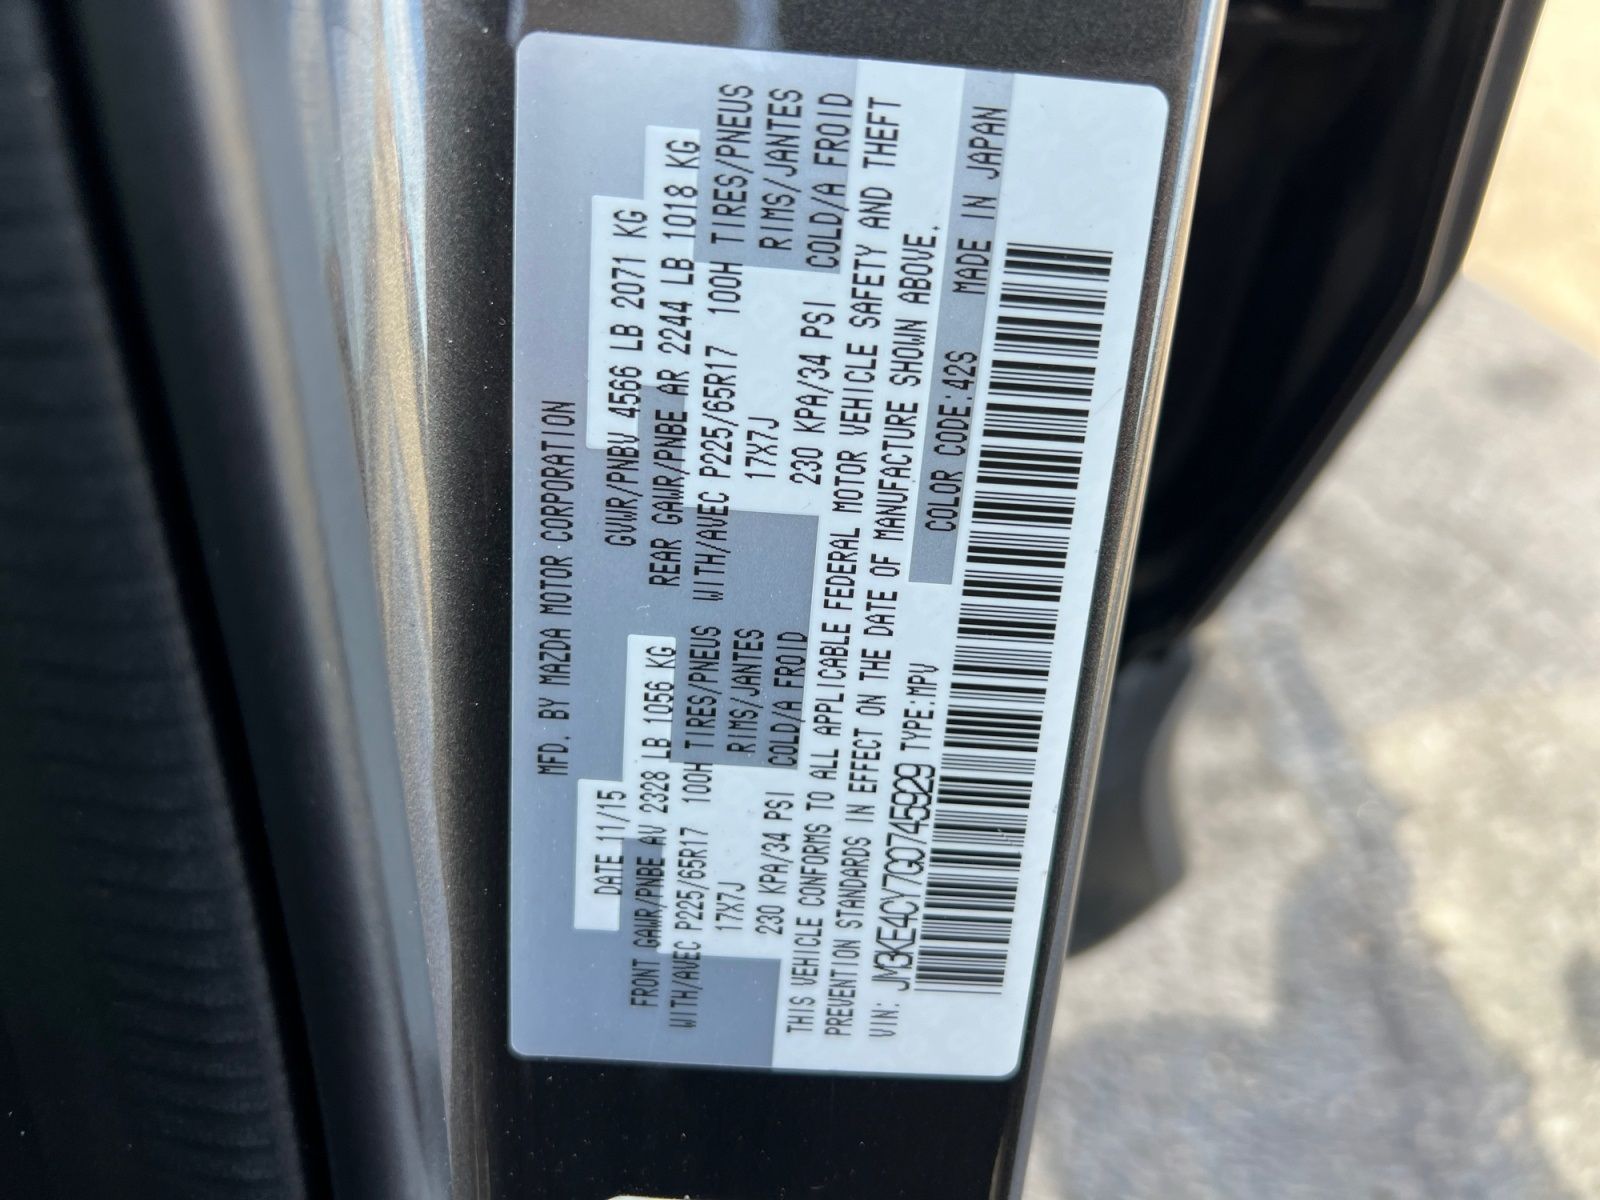 MFD. BY MAZDA MOTOR CORPORATION
DATE 11/15
GVWR/PNBV 4566 LB 2071 KG
FRONT GAWR/PNBE AV 2328 LB 1056 KG
REAR GAWR/PNBE AR 2244 LB 1018 KG
WITH/AVEC P225/65R17 100H TIRES/PNEUS
WITH/AVEC P225/65R17 100H TIRES/PNEUS
17X7J RIMS/JANTES
17X7J RIMS/JANTES
230 KPA/34 PSI COLD/A FROID
230 KPA/34 PSI COLD/A FROID
THIS VEHICLE CONFORMS TO ALL APPLICABLE FEDERAL MOTOR VEHICLE SAFETY AND THEFT
PREVENTION STANDARDS IN EFFECT ON THE DATE OF MANUFACTURE SHOWN ABOVE.
VIN: JM3KE4CY7G0745929 TYPE:MPV
COLOR CODE:42S MADE IN JAPAN